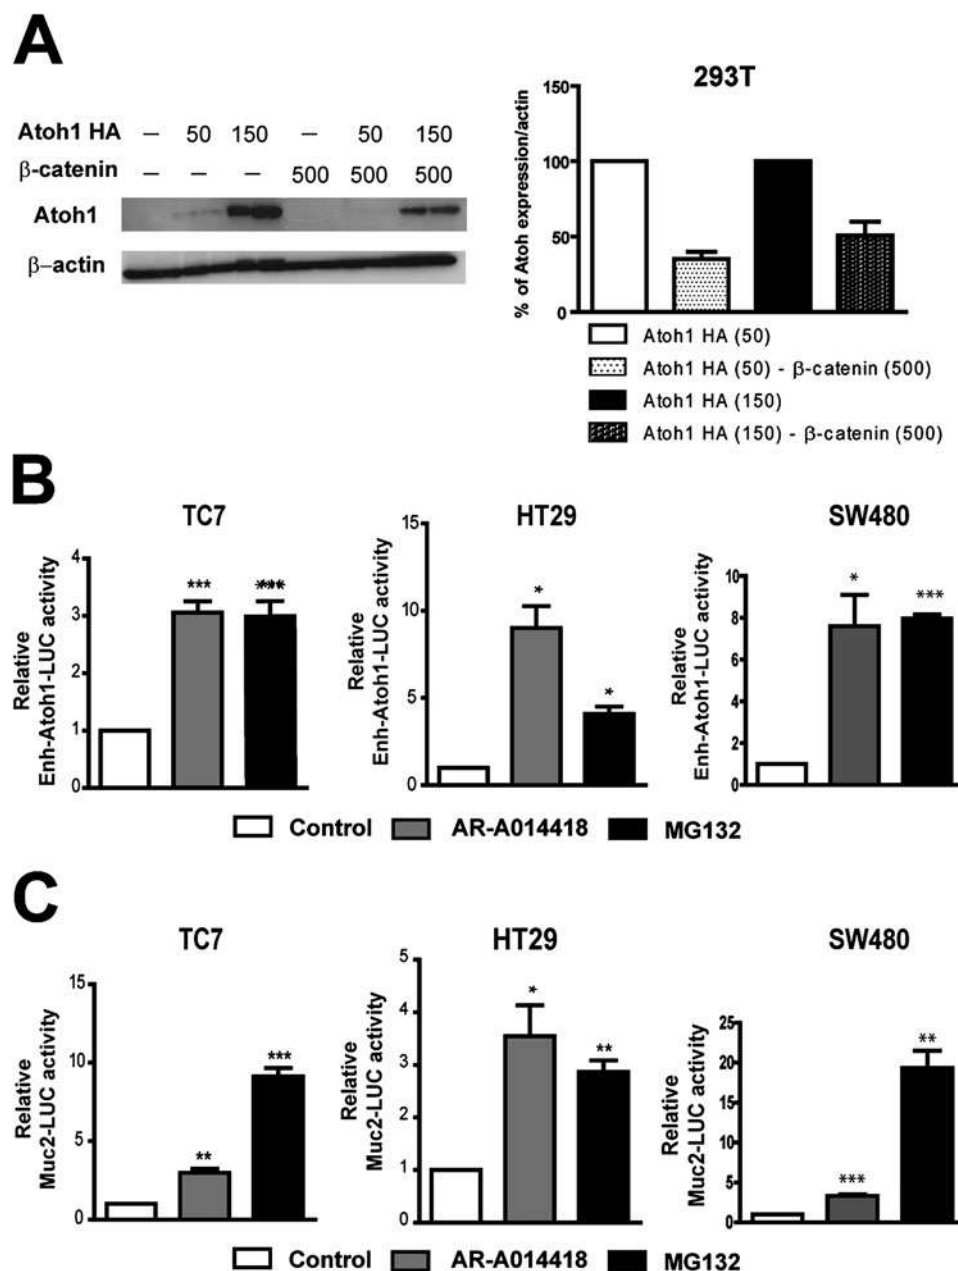 A
Atoh1 HA — 50 150 — 50 150
β-catenin — — — 500 500 500
Atoh1
β–actin
293T
% of Atoh expression/actin
150
100
50
0
Atoh1 HA (50)
Atoh1 HA (50) - β-catenin (500)
Atoh1 HA (150)
Atoh1 HA (150) - β-catenin (500)
B
TC7
Relative
Enh-Atoh1-LUC activity
4
3
2
1
0
***
***
HT29
Relative
Enh-Atoh1-LUC activity
15
10
5
0
*
*
SW480
Relative
Enh-Atoh1-LUC activity
10
8
6
4
2
0
*
***
Control AR-A014418 MG132
C
TC7
Relative
Muc2-LUC activity
15
10
5
0
**
***
HT29
Relative
Muc2-LUC activity
5
4
3
2
1
0
*
**
SW480
Relative
Muc2-LUC activity
25
20
15
10
5
0
***
**
Control AR-A014418 MG132